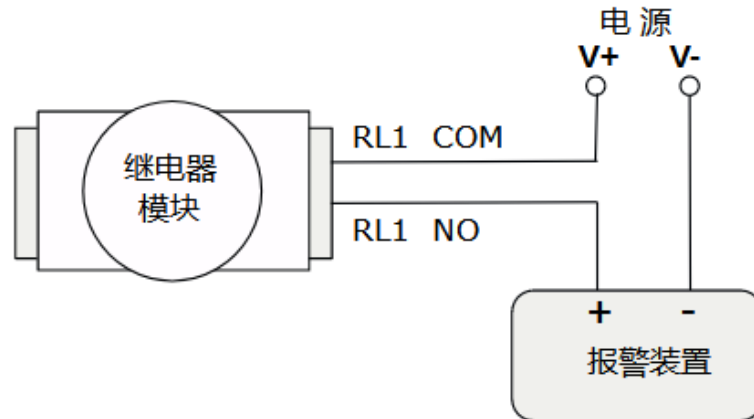 电 源
V+ V-
RL1 COM
继电器
模块
RL1 NO
+ -
报警装置